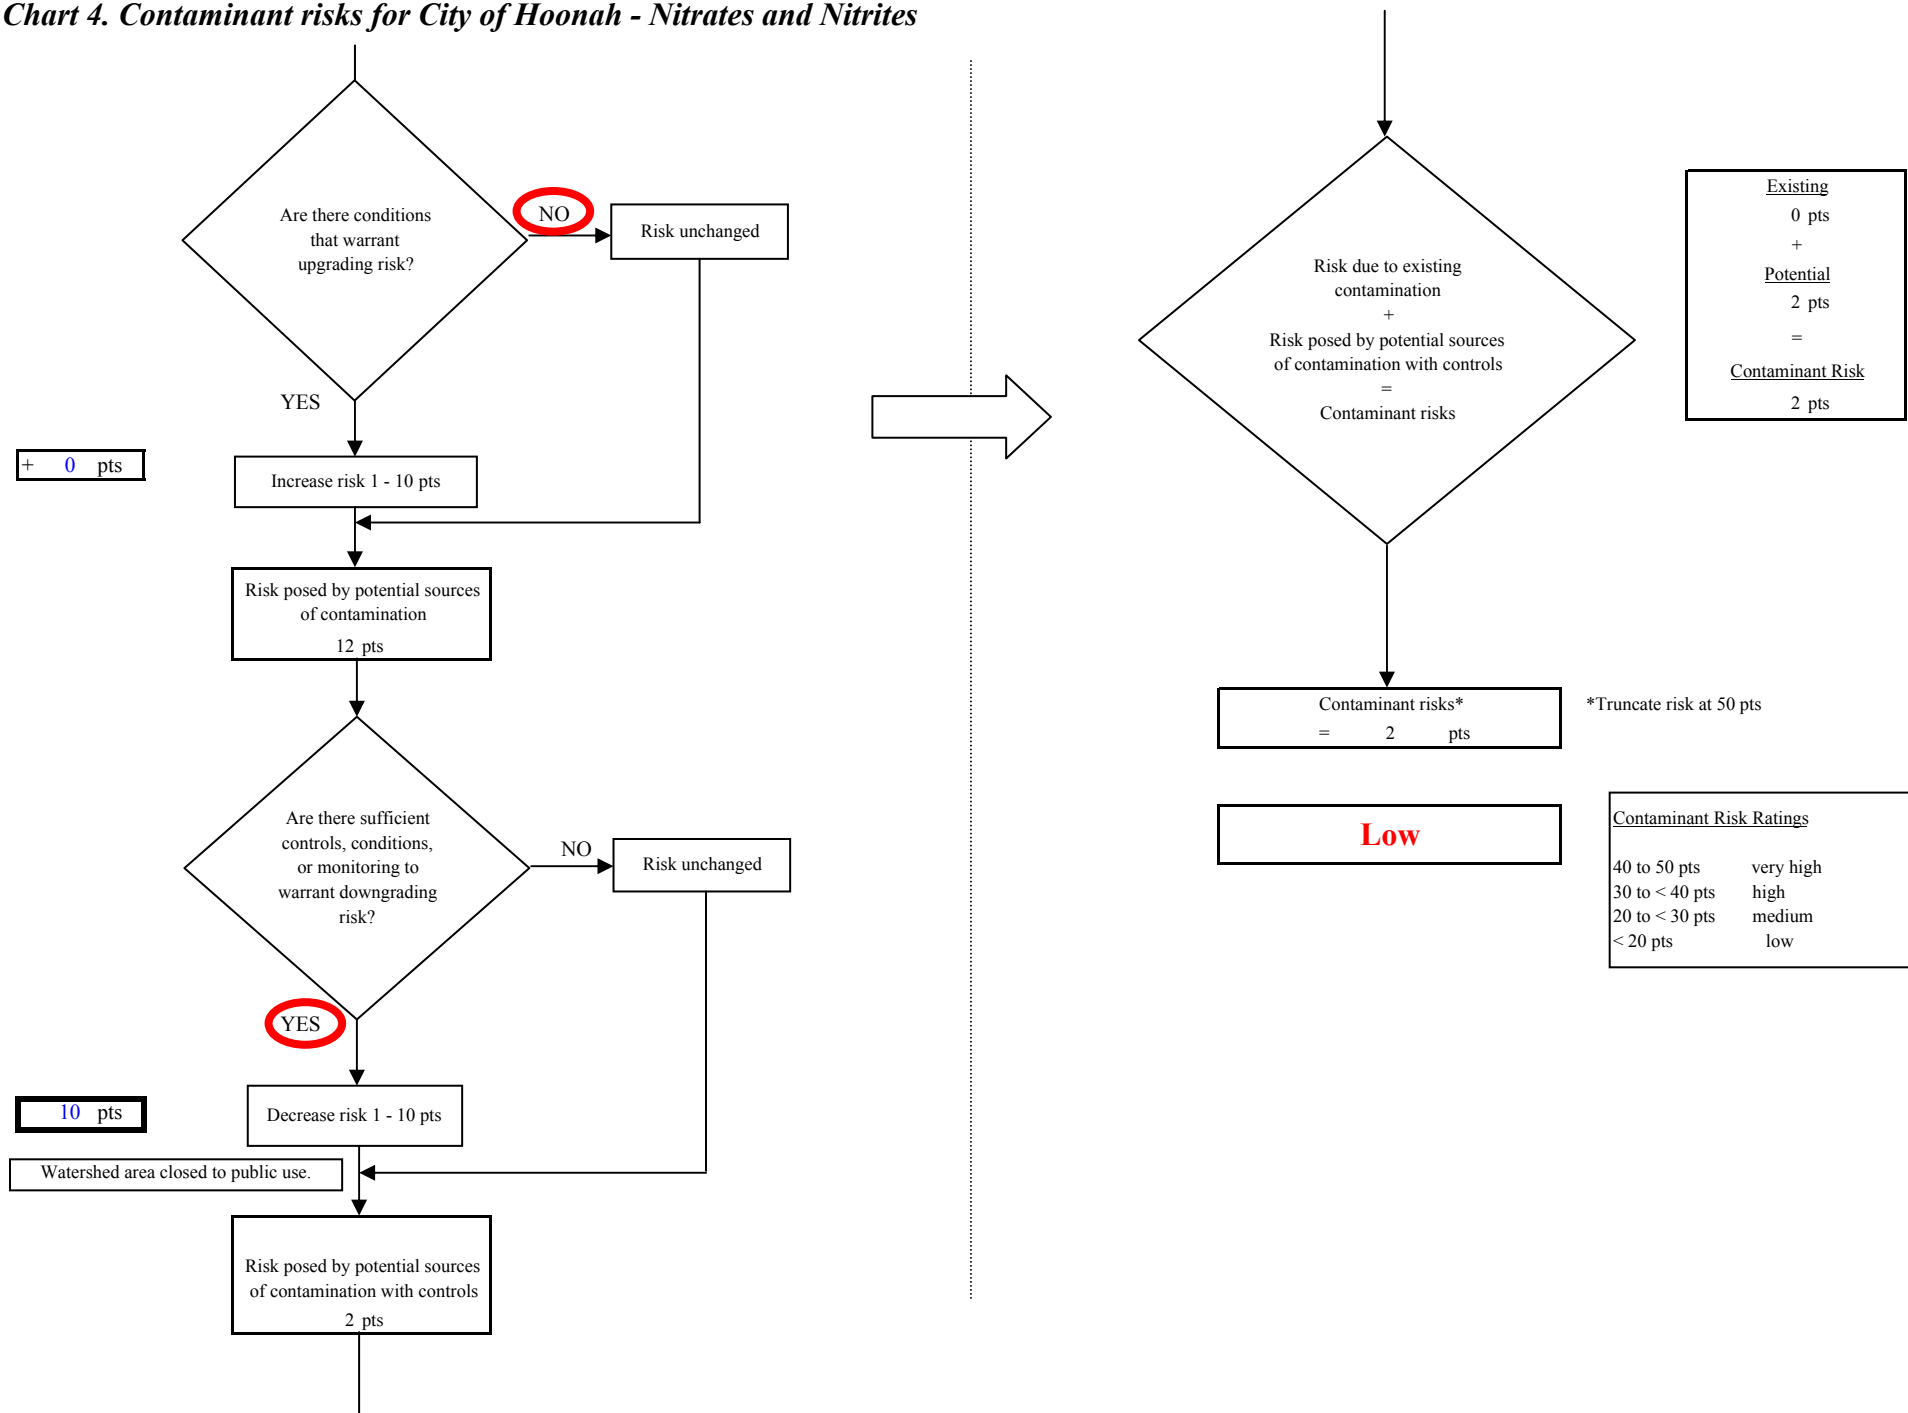 Chart 4. Contaminant risks for City of Hoonah - Nitrates and Nitrites
Are there conditions
that warrant
upgrading risk?
NO
Risk unchanged
YES
+ 0 pts
Increase risk 1 - 10 pts
Risk posed by potential sources
of contamination
12 pts
Are there sufficient
controls, conditions,
or monitoring to
warrant downgrading
risk?
NO
Risk unchanged
YES
10 pts
Decrease risk 1 - 10 pts
Watershed area closed to public use.
Risk posed by potential sources
of contamination with controls
2 pts
Risk due to existing
contamination
+
Risk posed by potential sources
of contamination with controls
=
Contaminant risks
Existing
0 pts
+
Potential
2 pts
=
Contaminant Risk
2 pts
Contaminant risks*
= 2 pts
*Truncate risk at 50 pts
Low
Contaminant Risk Ratings
40 to 50 pts very high
30 to < 40 pts high
20 to < 30 pts medium
< 20 pts low